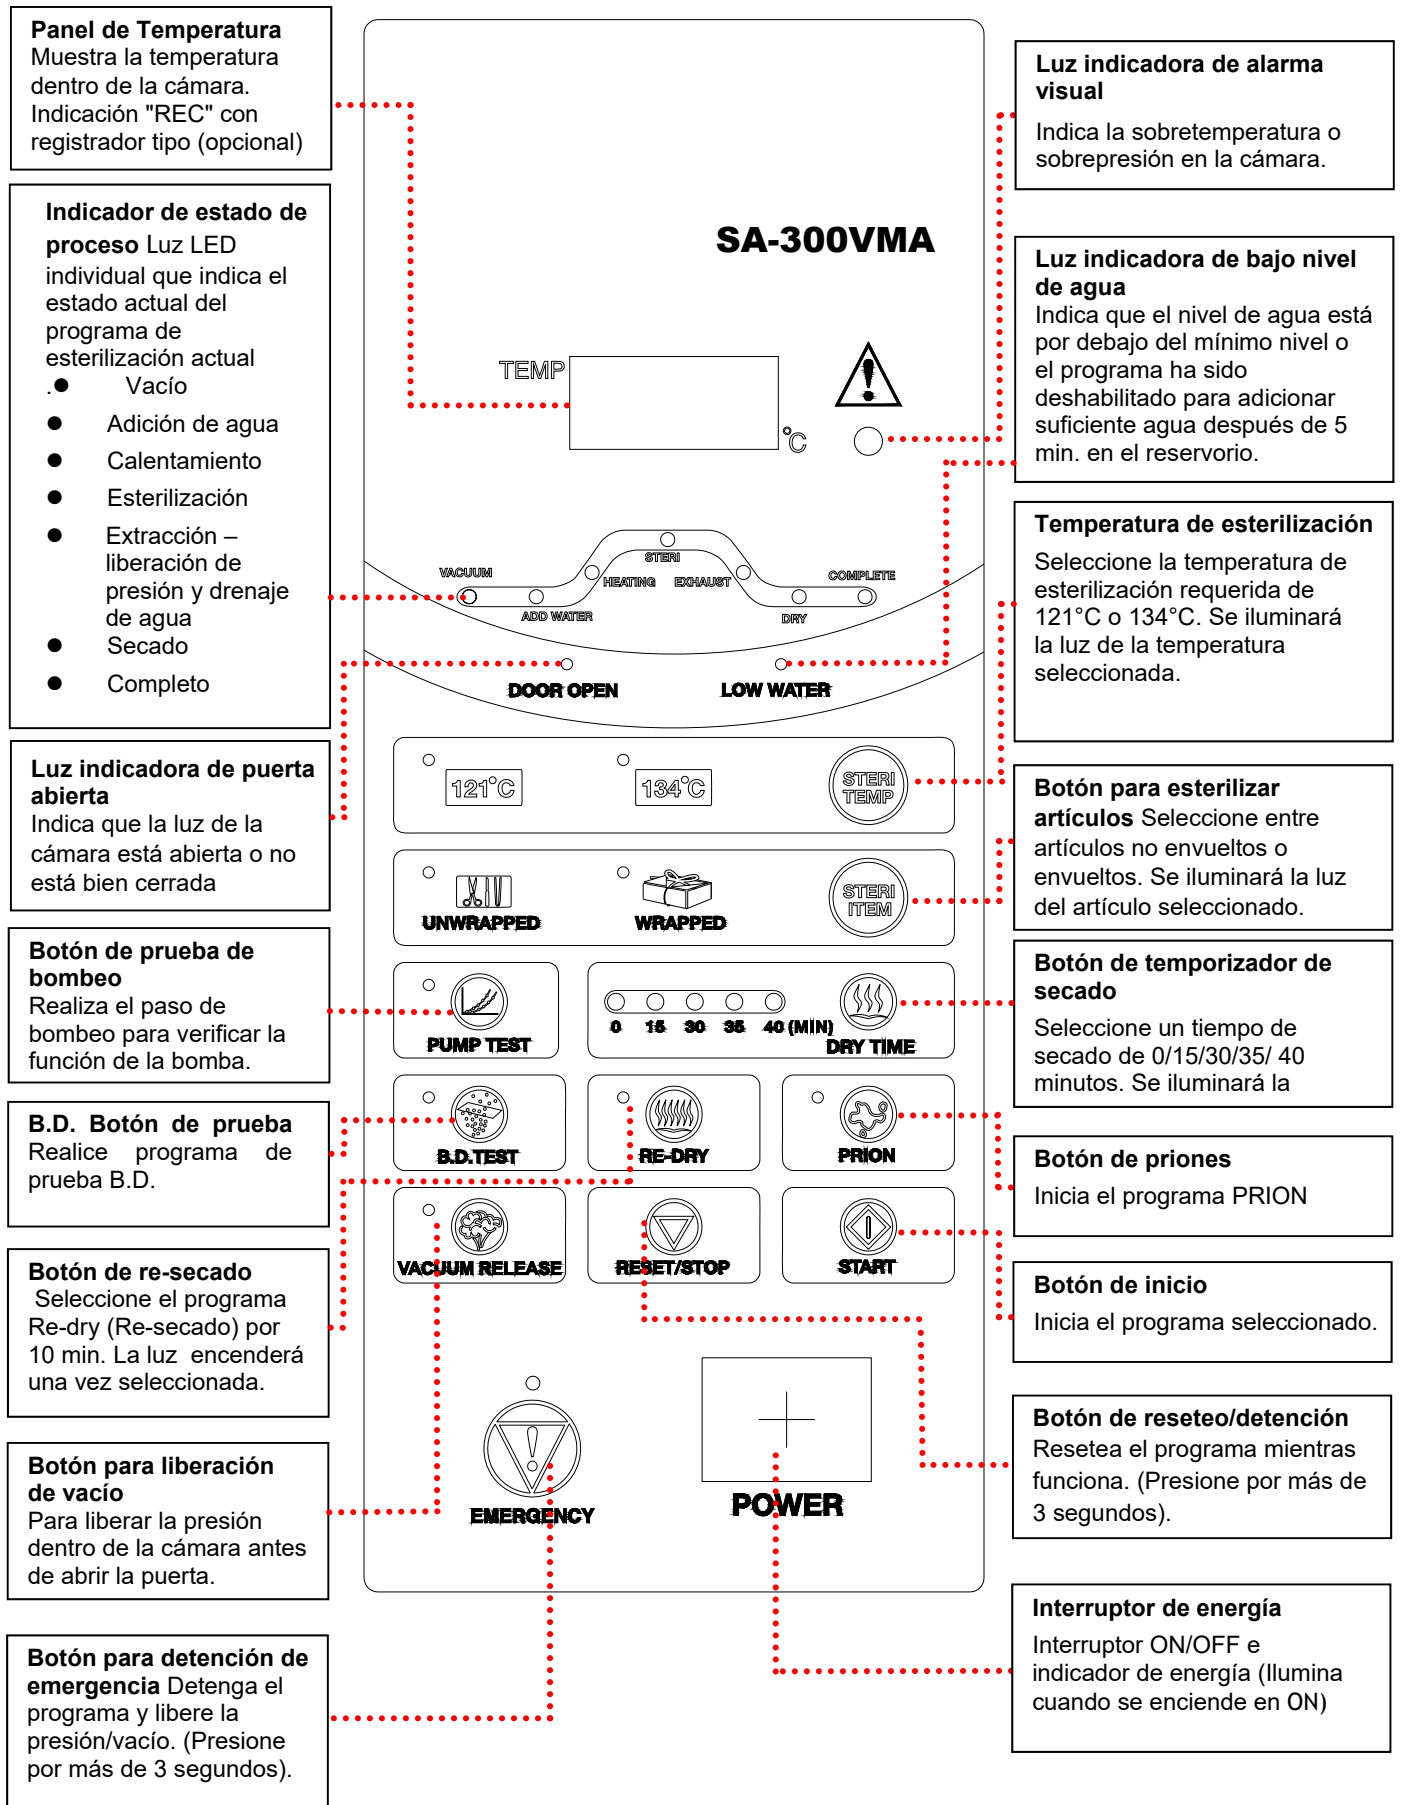 Panel de Temperatura
Muestra la temperatura
dentro de la cámara.
Indicación "REC" con
registrador tipo (opcional)
Indicador de estado de
proceso Luz LED
individual que indica el
estado actual del
programa de
esterilización actual
.● Vacío
● Adición de agua
● Calentamiento
● Esterilización
● Extracción –
liberación de
presión y drenaje
de agua
● Secado
● Completo
Luz indicadora de puerta
abierta
Indica que la luz de la
cámara está abierta o no
está bien cerrada
Botón de prueba de
bombeo
Realiza el paso de
bombeo para verificar la
función de la bomba.
B.D. Botón de prueba
Realice programa de
prueba B.D.
Botón de re-secado
Seleccione el programa
Re-dry (Re-secado) por
10 min. La luz encenderá
una vez seleccionada.
Botón para liberación
de vacío
Para liberar la presión
dentro de la cámara antes
de abrir la puerta.
Botón para detención de
emergencia Detenga el
programa y libere la
presión/vacío. (Presione
por más de 3 segundos).
SA-300VMA
TEMP
°C
VACUUM
ADD WATER
HEATING
STERI
EXHAUST
DRY
COMPLETE
DOOR OPEN
LOW WATER
121°C
134°C
STERI
TEMP
UNWRAPPED
WRAPPED
STERI
ITEM
PUMP TEST
0 15 30 35 40 (MIN)
DRY TIME
B.D.TEST
RE-DRY
PRION
VACUUM RELEASE
RESET/STOP
START
EMERGENCY
POWER
Luz indicadora de alarma
visual
Indica la sobretemperatura o
sobrepresión en la cámara.
Luz indicadora de bajo nivel
de agua
Indica que el nivel de agua está
por debajo del mínimo nivel o
el programa ha sido
deshabilitado para adicionar
suficiente agua después de 5
min. en el reservorio.
Temperatura de esterilización
Seleccione la temperatura de
esterilización requerida de
121°C o 134°C. Se iluminará
la luz de la temperatura
seleccionada.
Botón para esterilizar
artículos Seleccione entre
artículos no envueltos o
envueltos. Se iluminará la luz
del artículo seleccionado.
Botón de temporizador de
secado
Seleccione un tiempo de
secado de 0/15/30/35/ 40
minutos. Se iluminará la
Botón de priones
Inicia el programa PRION
Botón de inicio
Inicia el programa seleccionado.
Botón de reseteo/detención
Resetea el programa mientras
funciona. (Presione por más de
3 segundos).
Interruptor de energía
Interruptor ON/OFF e
indicador de energía (Ilumina
cuando se enciende en ON)